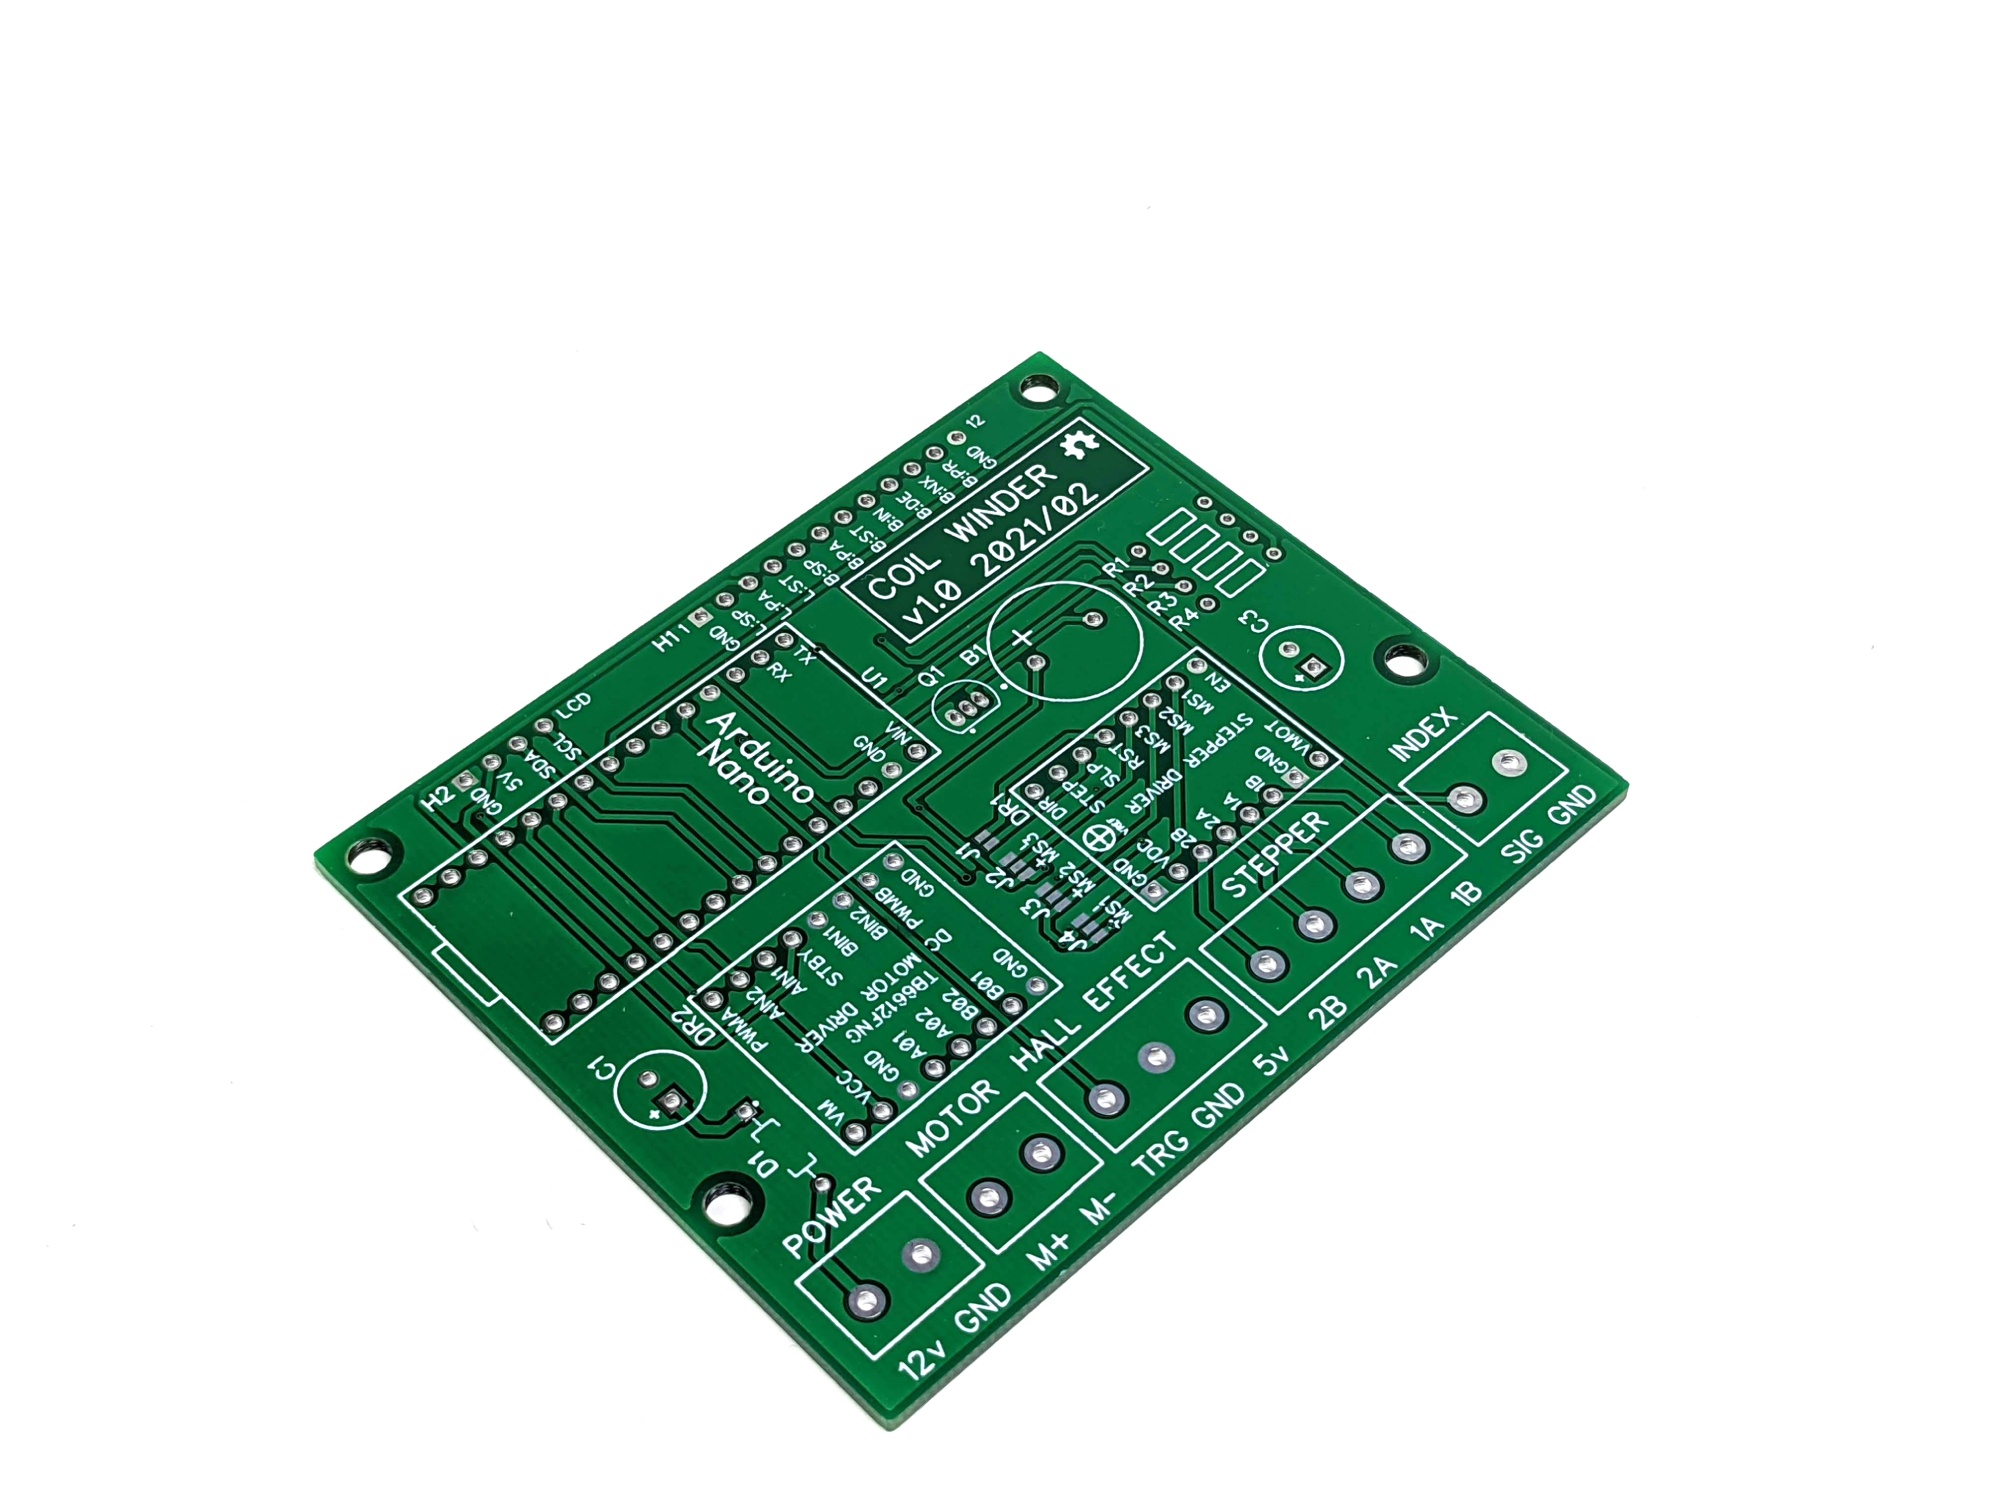 COIL WINDER
v1.0 2021/02
12
GND
B:PR
B:NX
B:DE
B:IN
B:ST
B:PA
B:SP
L:ST
L:PA
L:SP
GND
H1 1
H2
LCD
SCL
SDA
5V
GND
U1
TX
RX
Arduino
Nano
VIN
GND
Q1
B1
R1
R2
R3
R4
C3
DR1
EN
MS1
MS2
MS3
RST
SLP
STEP
DIR
STEPPER DRIVER
VREF
VMOT
GND
1B
1A
2A
2B
VDC
GND
J1
J2
J3
J4
MS3
MS2
MS1
DR2
GND
PWMB
BIN2
BIN1
STBY
AIN1
AIN2
PWMA
DC
MOTOR DRIVER
TB6612FNG
GND
B01
B02
A02
A01
GND
VCC
VM
C1
D1
INDEX
SIG GND
STEPPER
2B 2A 1A 1B
HALL EFFECT
TRG GND 5v
MOTOR
M+ M-
POWER
12v GND